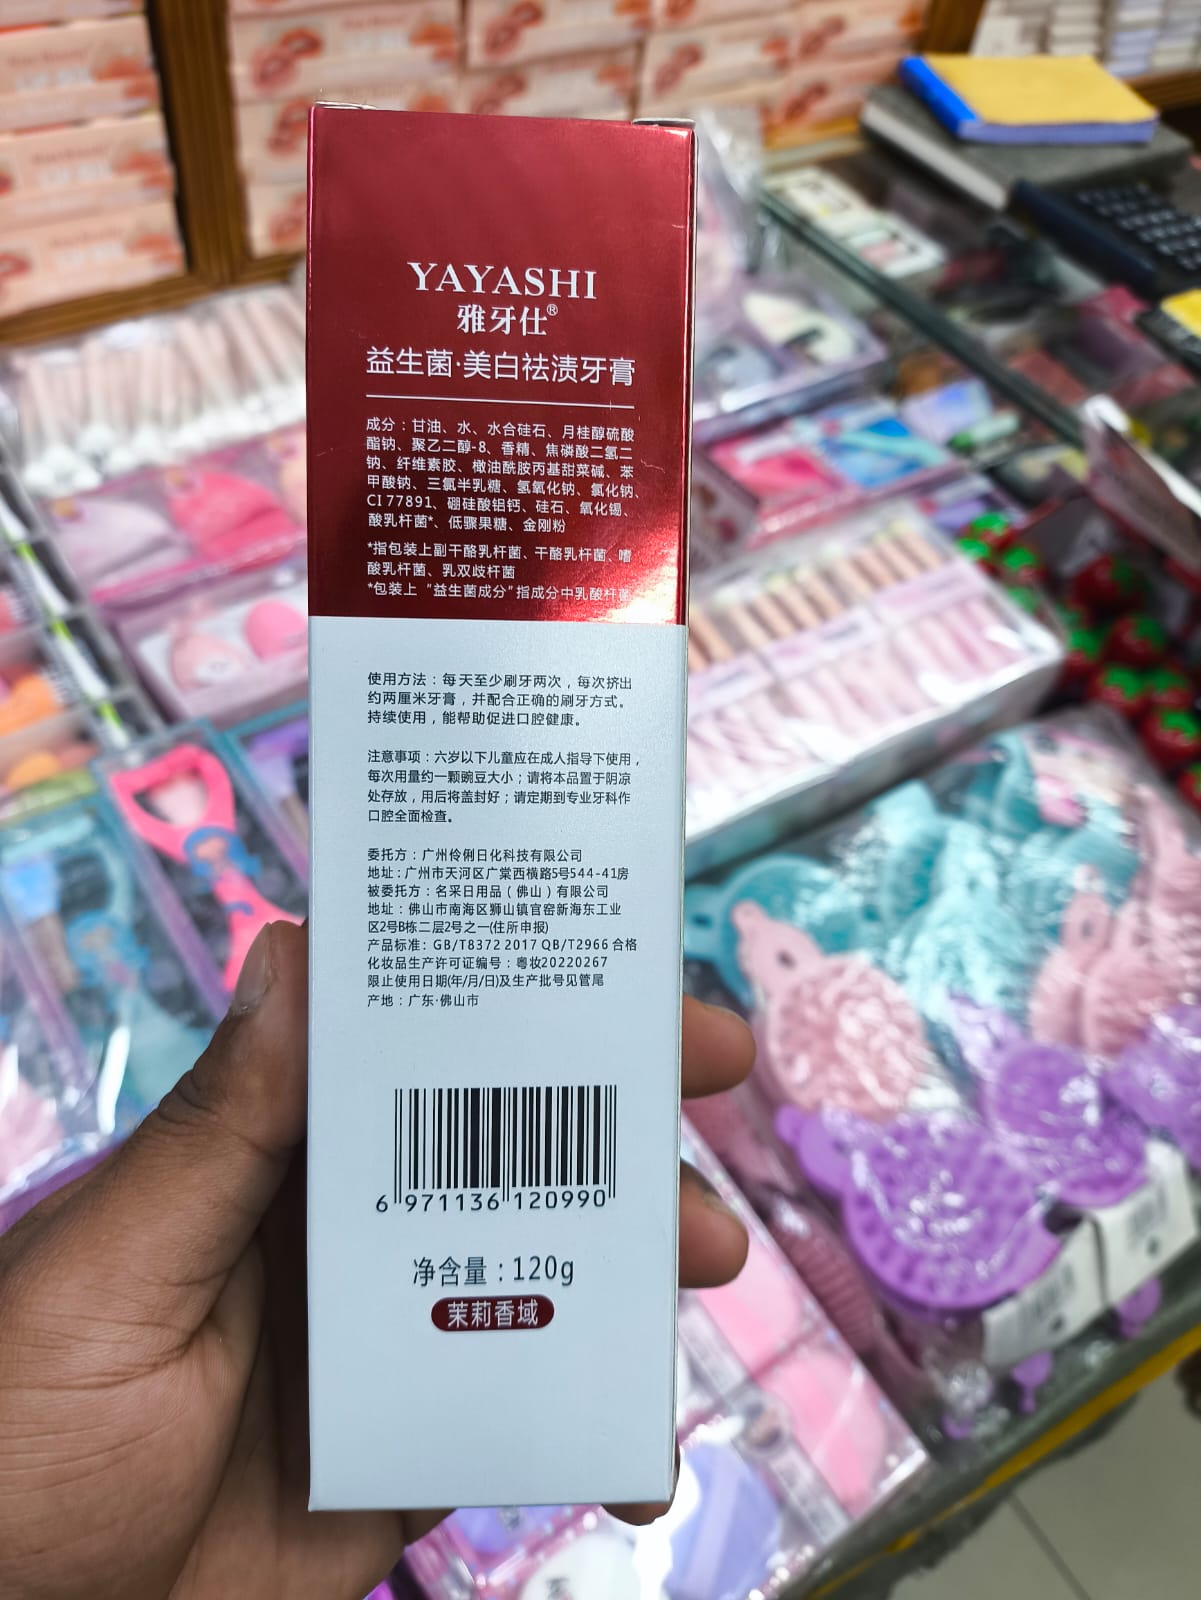 YAYASHI
雅牙仕®
益生菌·美白祛渍牙膏
成分：甘油、水、水合硅石、月桂醇硫酸
酯钠、聚乙二醇-8、香精、焦磷酸二氢二
钠、纤维素胶、橄油酰胺丙基甜菜碱、苯
甲酸钠、三氯半乳糖、氢氧化钠、氯化钠、
CI 77891、硼硅酸铝钙、硅石、氧化锡、
酸乳杆菌*、低聚果糖、金刚粉
*指包装上副干酪乳杆菌、干酪乳杆菌、嗜
酸乳杆菌、乳双歧杆菌
*包装上“益生菌成分”指成分中乳酸杆菌
使用方法：每天至少刷牙两次，每次挤出
约两厘米牙膏，并配合正确的刷牙方式。
持续使用，能帮助促进口腔健康。
注意事项：六岁以下儿童应在成人指导下使用，
每次用量约一颗豌豆大小；请将本品置于阴凉
处存放，用后将盖封好；请定期到专业牙科作
口腔全面检查。
委托方：广州伶俐日化科技有限公司
地址：广州市天河区广棠西横路5号544-41房
被委托方：名采日用品（佛山）有限公司
地址：佛山市南海区狮山镇官窑新海东工业
区2号B栋二层2号之一(住所申报)
产品标准：GB/T8372 2017 QB/T2966 合格
化妆品生产许可证编号：粤妆20220267
限止使用日期(年/月/日)及生产批号见管尾
产地：广东·佛山市
6 971136 120990
净含量：120g
茉莉香域